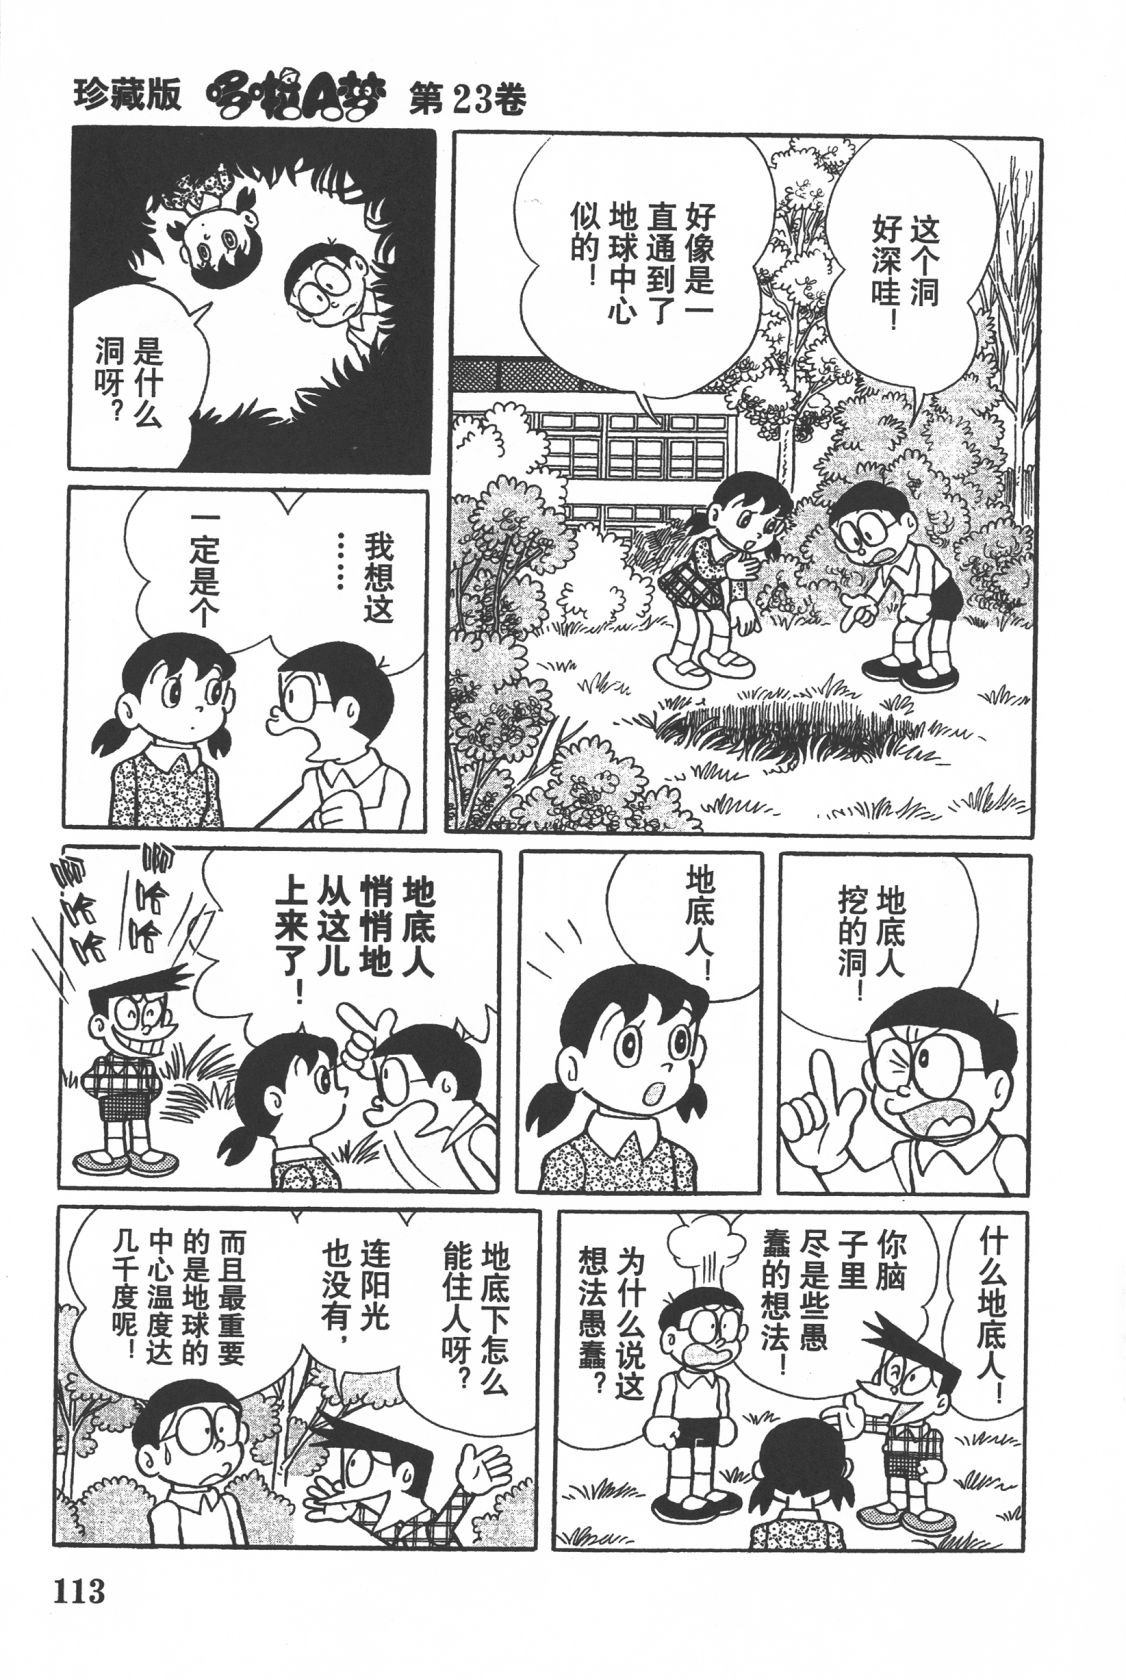 珍藏版 哆啦A梦 第23卷
这个洞
好深哇！
好像是一
直通到了
地球中心
似的！
是什么
洞呀？
我想这
……
一定是个
地底人
挖的洞！
地底人！
地底人
悄悄地
从这儿
上来了！
啊哈哈
啊哈哈
什么地底人！
你脑
子里
尽是些愚
蠢的想法！
为什么说这
想法愚蠢？
地底下怎么
能住人呀？
连阳光
也没有，
而且最重要
的是地球的
中心温度达
几千度呢！
113